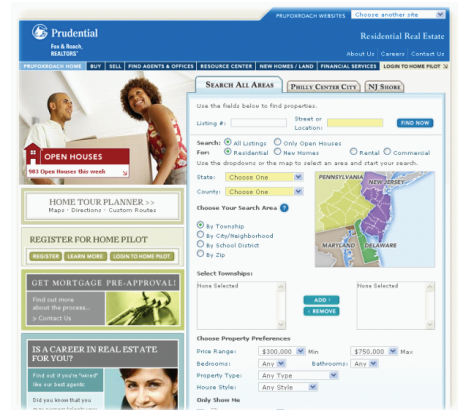 PRUFOXROACH WEBSITES Choose another site
Prudential
Fox & Roach,
REALTORS®
Residential Real Estate
About Us | Careers | Contact Us
PRUFOXROACH HOME BUY SELL FIND AGENTS & OFFICES RESOURCE CENTER NEW HOMES / LAND FINANCIAL SERVICES LOGIN TO HOME PILOT
SEARCH ALL AREAS PHILLY CENTER CITY NJ SHORE
Use the fields below to find properties.
Listing #: Street or Location: FIND NOW
Search: All Listings Only Open Houses
For: Residential New Homes Rental Commercial
Use the dropdowns or the map to select an area and start your search.
State: Choose One
County: Choose One
Choose Your Search Area ?
By Township
By City/Neighborhood
By School District
By Zip
PENNSYLVANIA
NEW JERSEY
MARYLAND
DELAWARE
Select Townships:
None Selected
ADD ›
‹ REMOVE
None Selected
Choose Property Preferences
Price Range: $300,000 Min $750,000 Max
Bedrooms: Any Bathrooms: Any
Property Type: Any Type
House Style: Any Style
Only Show Me
OPEN HOUSES
983 Open Houses this week
HOME TOUR PLANNER >>
Maps · Directions · Custom Routes
REGISTER FOR HOME PILOT
REGISTER LEARN MORE LOGIN TO HOME PILOT
GET MORTGAGE PRE-APPROVAL!
Find out more
about the process...
> Contact Us
IS A CAREER IN REAL ESTATE
FOR YOU?
Find out if you're "wired"
like our best agents
Did you know that you